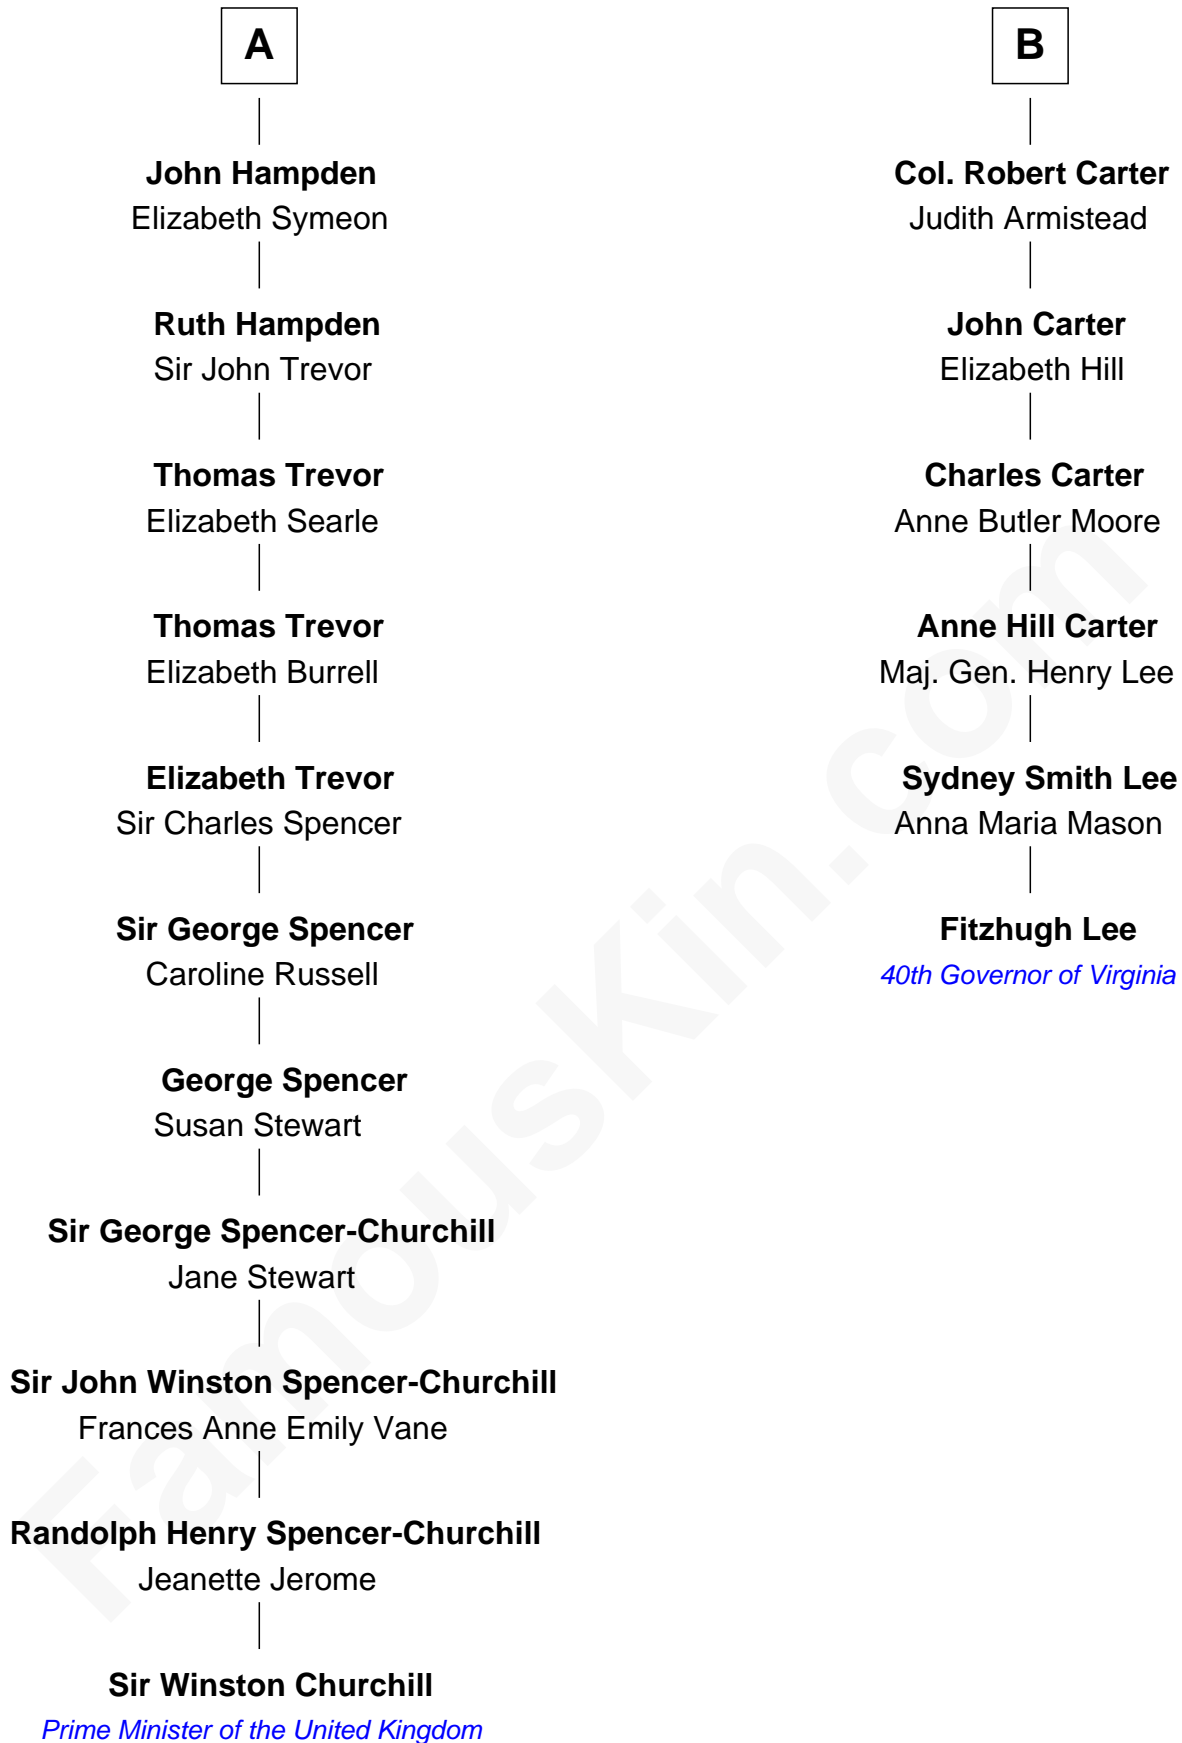 A
John Hampden
Elizabeth Symeon
Ruth Hampden
Sir John Trevor
Thomas Trevor
Elizabeth Searle
Thomas Trevor
Elizabeth Burrell
Elizabeth Trevor
Sir Charles Spencer
Sir George Spencer
Caroline Russell
George Spencer
Susan Stewart
Sir George Spencer-Churchill
Jane Stewart
Sir John Winston Spencer-Churchill
Frances Anne Emily Vane
Randolph Henry Spencer-Churchill
Jeanette Jerome
Sir Winston Churchill
Prime Minister of the United Kingdom
B
Col. Robert Carter
Judith Armistead
John Carter
Elizabeth Hill
Charles Carter
Anne Butler Moore
Anne Hill Carter
Maj. Gen. Henry Lee
Sydney Smith Lee
Anna Maria Mason
Fitzhugh Lee
40th Governor of Virginia
FamousKin.com